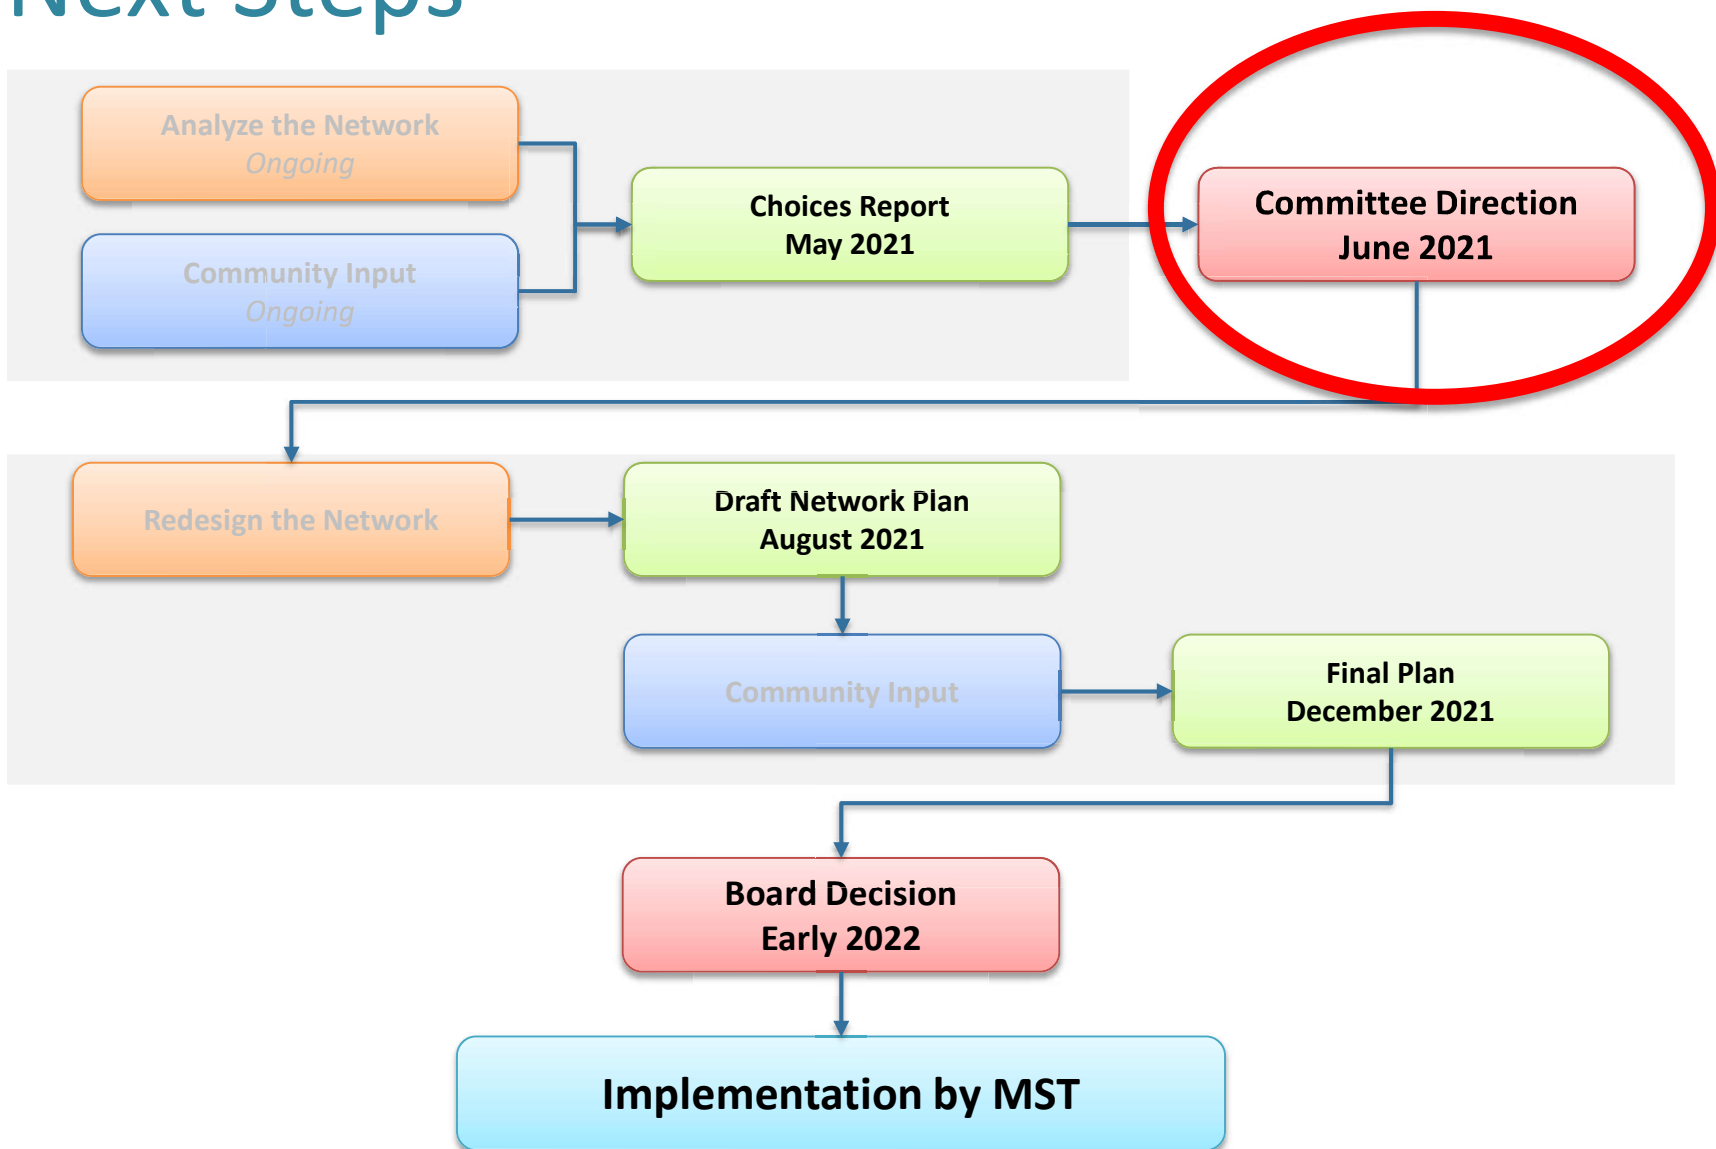 Next Steps
Analyze the Network
Ongoing
Community Input
Ongoing
Choices Report
May 2021
Committee Direction
June 2021
Redesign the Network
Draft Network Plan
August 2021
Community Input
Final Plan
December 2021
Board Decision
Early 2022
Implementation by MST